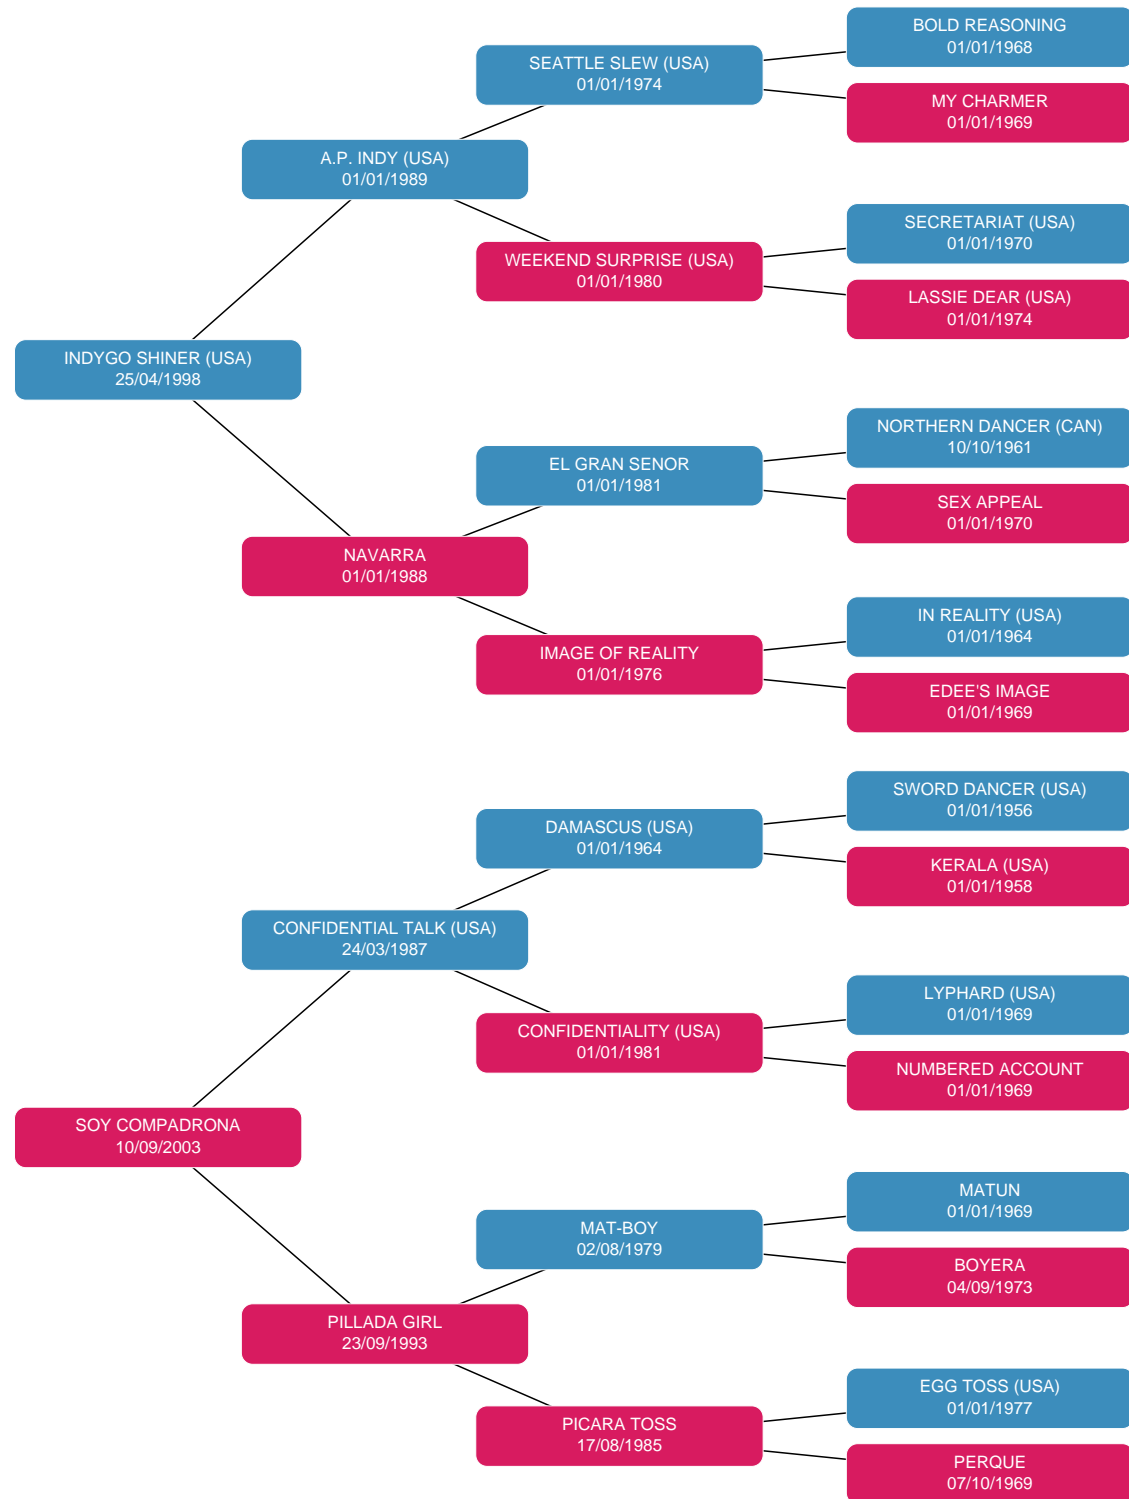 BOLD REASONING
01/01/1968
SEATTLE SLEW (USA)
01/01/1974
MY CHARMER
01/01/1969
A.P. INDY (USA)
01/01/1989
SECRETARIAT (USA)
01/01/1970
WEEKEND SURPRISE (USA)
01/01/1980
LASSIE DEAR (USA)
01/01/1974
INDYGO SHINER (USA)
25/04/1998
NORTHERN DANCER (CAN)
10/10/1961
EL GRAN SENOR
01/01/1981
SEX APPEAL
01/01/1970
NAVARRA
01/01/1988
IN REALITY (USA)
01/01/1964
IMAGE OF REALITY
01/01/1976
EDEE'S IMAGE
01/01/1969
SWORD DANCER (USA)
01/01/1956
DAMASCUS (USA)
01/01/1964
KERALA (USA)
01/01/1958
CONFIDENTIAL TALK (USA)
24/03/1987
LYPHARD (USA)
01/01/1969
CONFIDENTIALITY (USA)
01/01/1981
NUMBERED ACCOUNT
01/01/1969
SOY COMPADRONA
10/09/2003
MATUN
01/01/1969
MAT-BOY
02/08/1979
BOYERA
04/09/1973
PILLADA GIRL
23/09/1993
EGG TOSS (USA)
01/01/1977
PICARA TOSS
17/08/1985
PERQUE
07/10/1969